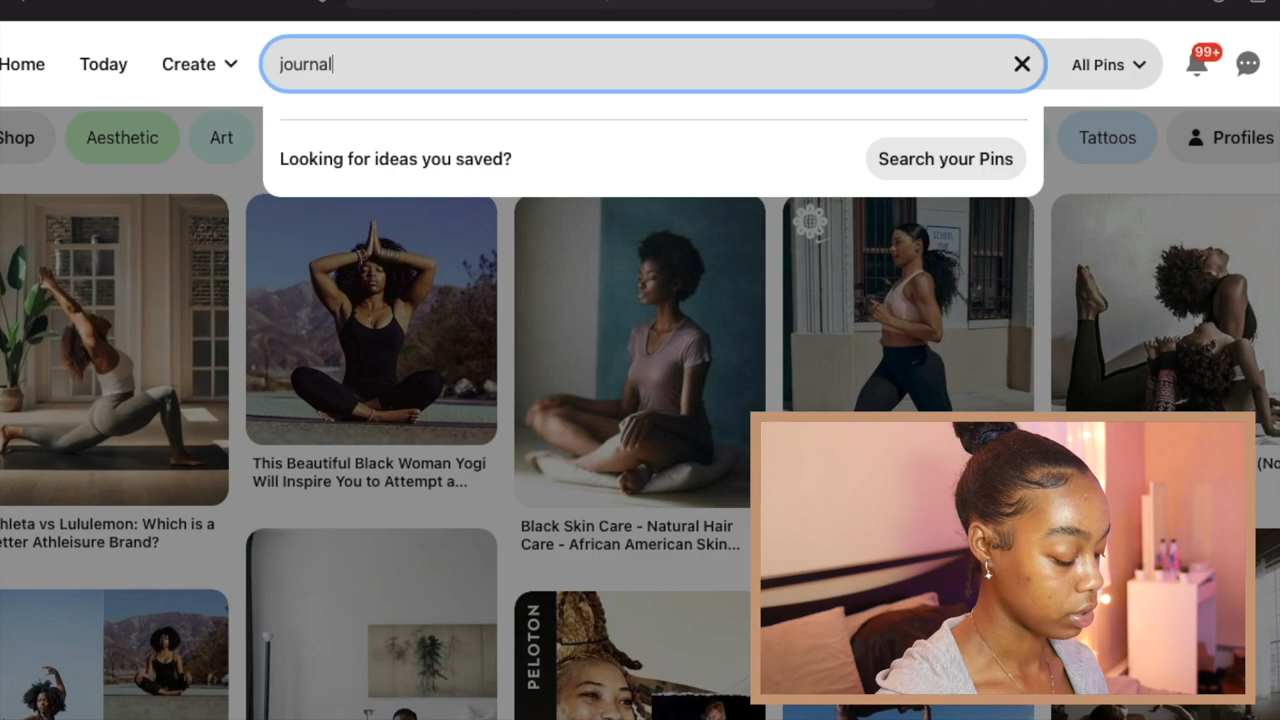 Home
Today
Create
journal
All Pins
99+
Shop
Aesthetic
Art
Tattoos
Profiles
Looking for ideas you saved?
Search your Pins
SCHOOL
This Beautiful Black Woman Yogi
Will Inspire You to Attempt a...
hleta vs Lululemon: Which is a
etter Athleisure Brand?
Black Skin Care - Natural Hair
Care - African American Skin...
(No
PELOTON